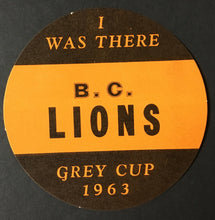 I
WAS THERE
B.C.
LIONS
GREY CUP
1963